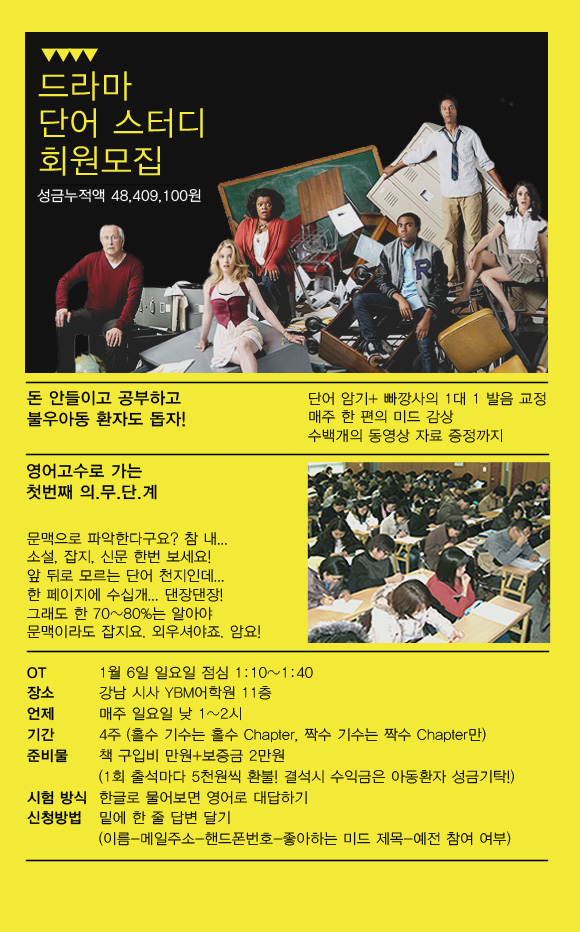 드라마
단어 스터디
회원모집
성금누적액 48,409,100원
돈 안들이고 공부하고
불우아동 환자도 돕자!
단어 암기+ 빠깡사의 1대 1 발음 교정
매주 한 편의 미드 감상
수백개의 동영상 자료 증정까지
영어고수로 가는
첫번째 의.무.단.계
문맥으로 파악한다구요? 참 내...
소설, 잡지, 신문 한번 보세요!
앞 뒤로 모르는 단어 천지인데...
한 페이지에 수십개... 댄장댄장!
그래도 한 70~80%는 알아야
문맥이라도 잡지요. 외우셔야죠. 암요!
OT 1월 6일 일요일 점심 1:10~1:40
장소 강남 시사 YBM어학원 11층
언제 매주 일요일 낮 1~2시
기간 4주 (홀수 기수는 홀수 Chapter, 짝수 기수는 짝수 Chapter만)
준비물 책 구입비 만원+보증금 2만원
(1회 출석마다 5천원씩 환불! 결석시 수익금은 아동환자 성금기탁!)
시험 방식 한글로 물어보면 영어로 대답하기
신청방법 밑에 한 줄 답변 달기
(이름-메일주소-핸드폰번호-좋아하는 미드 제목-예전 참여 여부)